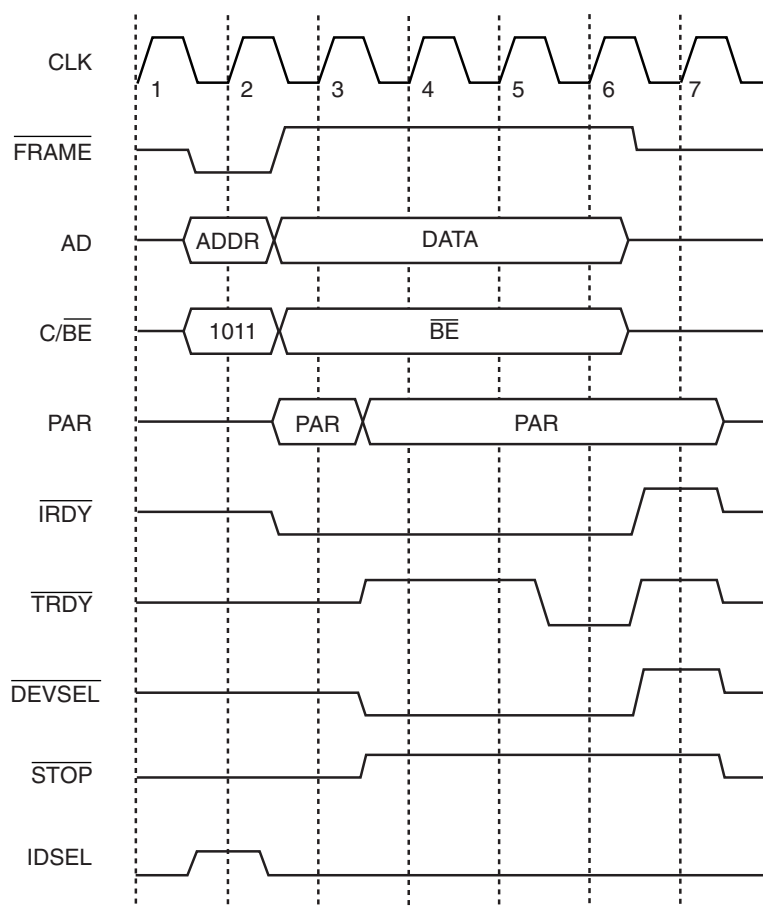 CLK
1 2 3 4 5 6 7
FRAME
AD ADDR DATA
C/BE 1011 BE
PAR PAR PAR
IRDY
TRDY
DEVSEL
STOP
IDSEL